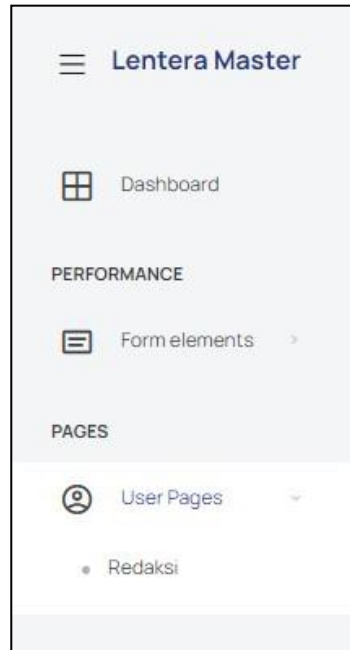 Lentera Master
Dashboard
PERFORMANCE
Form elements
PAGES
User Pages
Redaksi